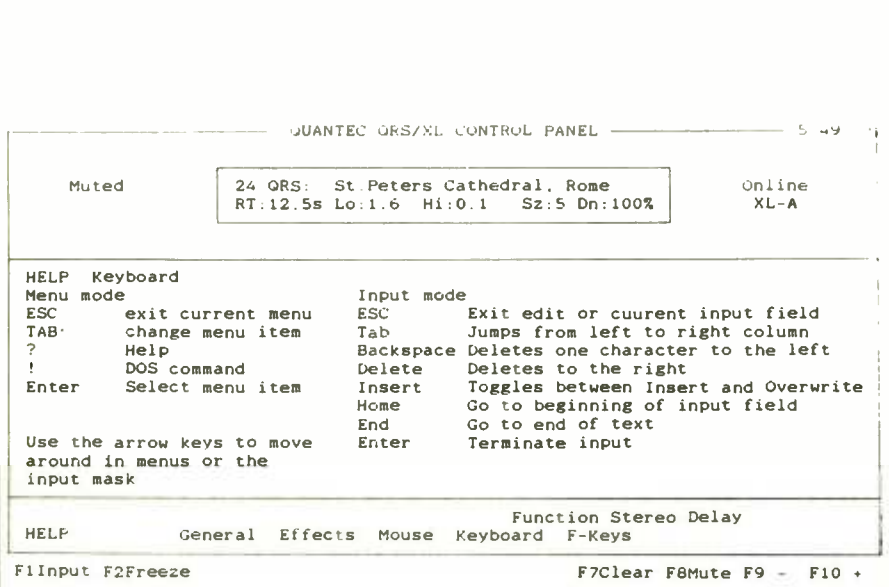 QUANTEC QRS/XL CONTROL PANEL 5 49
Muted 24 QRS: St.Peters Cathedral, Rome Online
RT:12.5s Lo:1.6 Hi:0.1 Sz:5 Dn:100% XL-A
HELP Keyboard
Menu mode Input mode
ESC exit current menu ESC Exit edit or cuurent input field
TAB change menu item Tab Jumps from left to right column
? Help Backspace Deletes one character to the left
! DOS command Delete Deletes to the right
Enter Select menu item Insert Toggles between Insert and Overwrite
Home Go to beginning of input field
End Go to end of text
Use the arrow keys to move Enter Terminate input
around in menus or the
input mask
Function Stereo Delay
HELP General Effects Mouse Keyboard F-Keys
F1Input F2Freeze F7Clear F8Mute F9 - F10 +